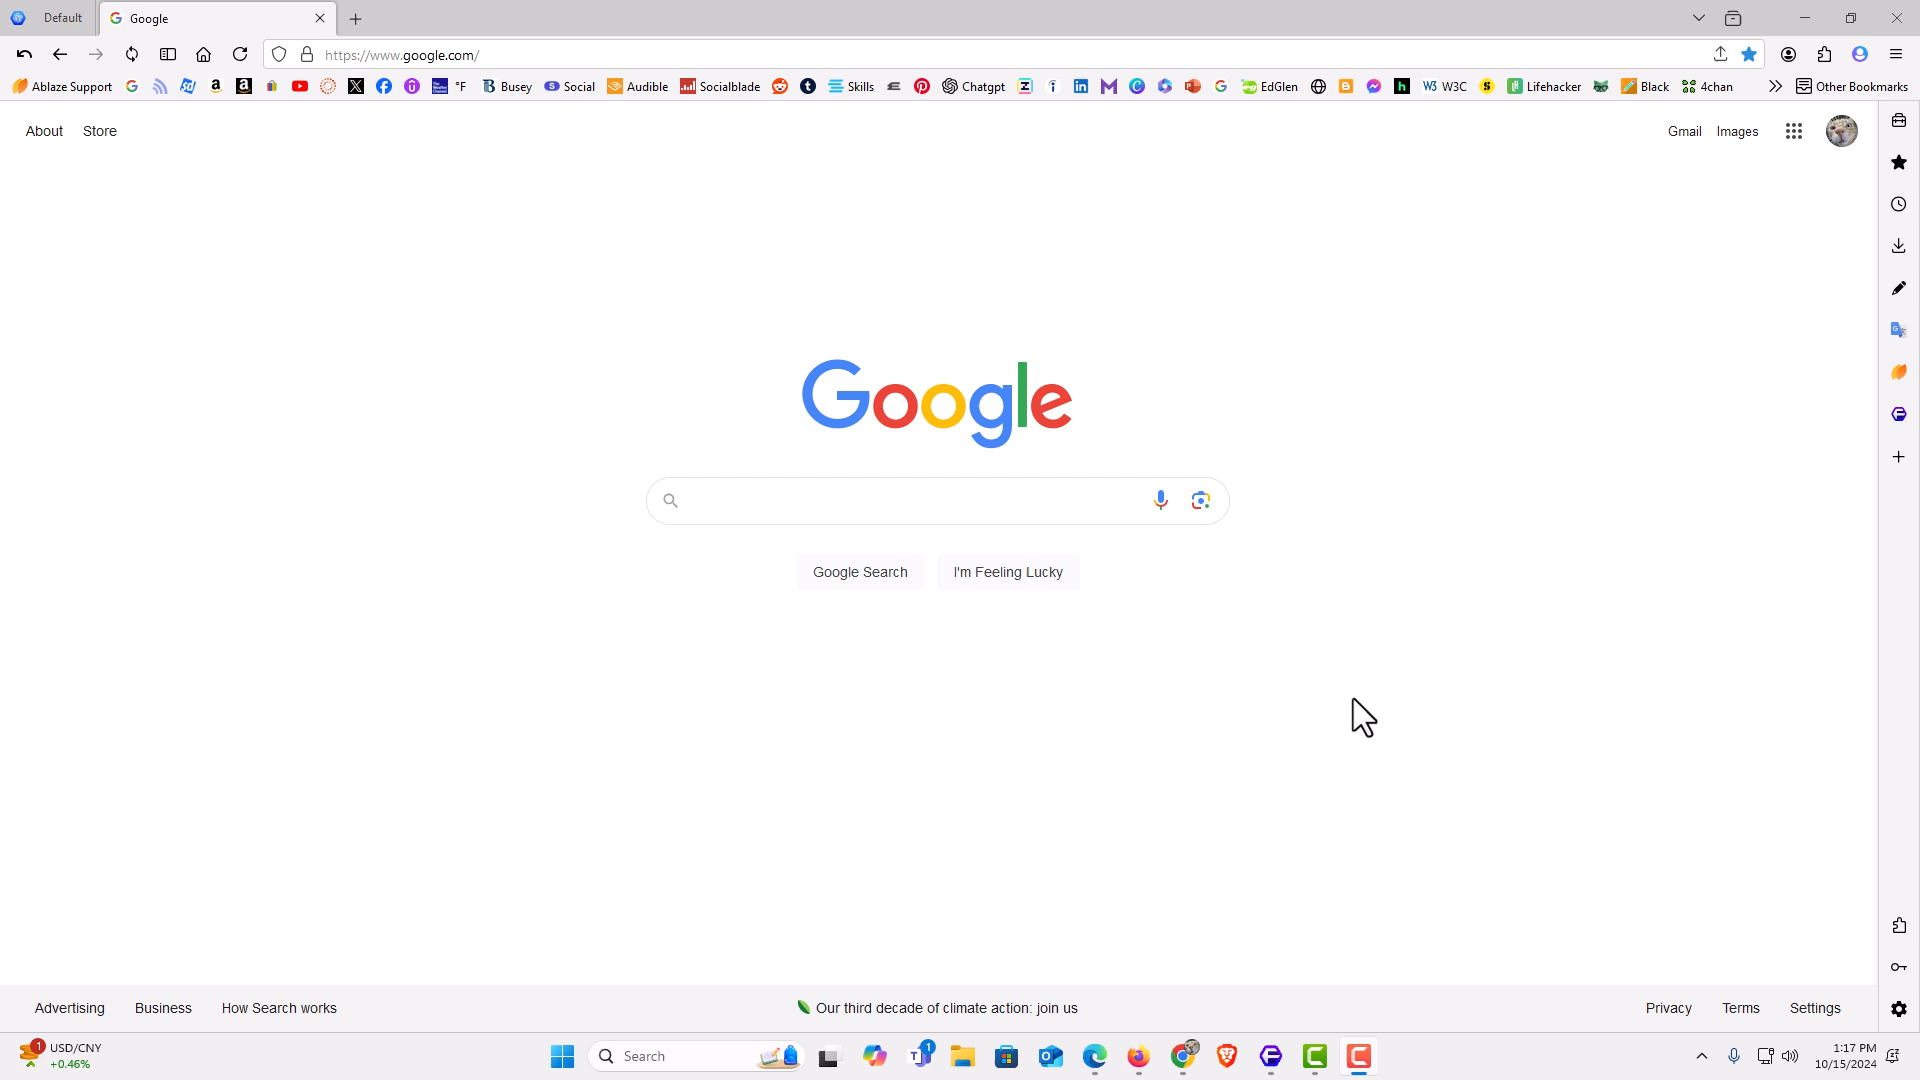 Default
Google
https://www.google.com/
Ablaze Support
°F
Busey
Social
Audible
Socialblade
Skills
Chatgpt
EdGlen
W3C
Lifehacker
Black
4chan
Other Bookmarks
About Store
Gmail Images
Google
Google Search I'm Feeling Lucky
Advertising Business How Search works
Our third decade of climate action: join us
Privacy Terms Settings
1
USD/CNY
+0.46%
Search
1
1:17 PM
10/15/2024